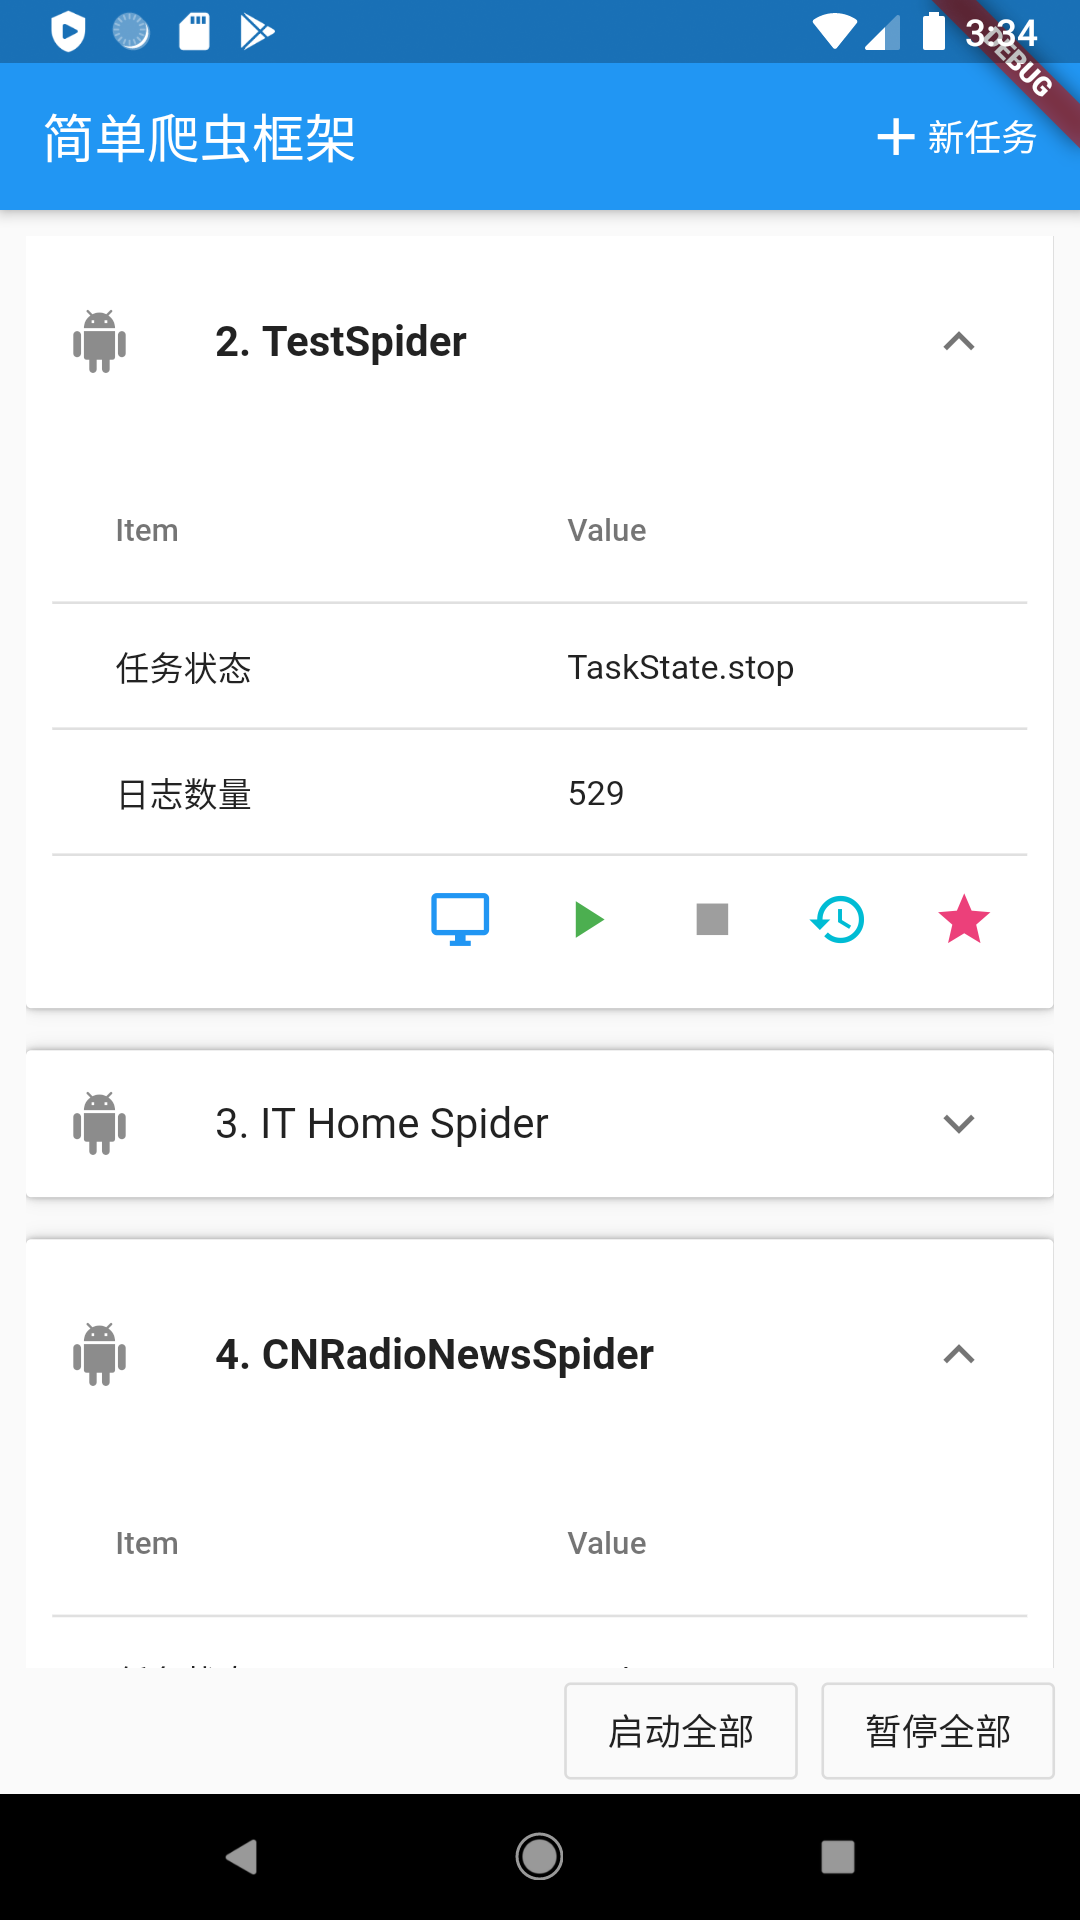 3:34
DEBUG
简单爬虫框架
新任务
2. TestSpider
Item Value
任务状态 TaskState.stop
日志数量 529
3. IT Home Spider
4. CNRadioNewsSpider
Item Value
启动全部 暂停全部